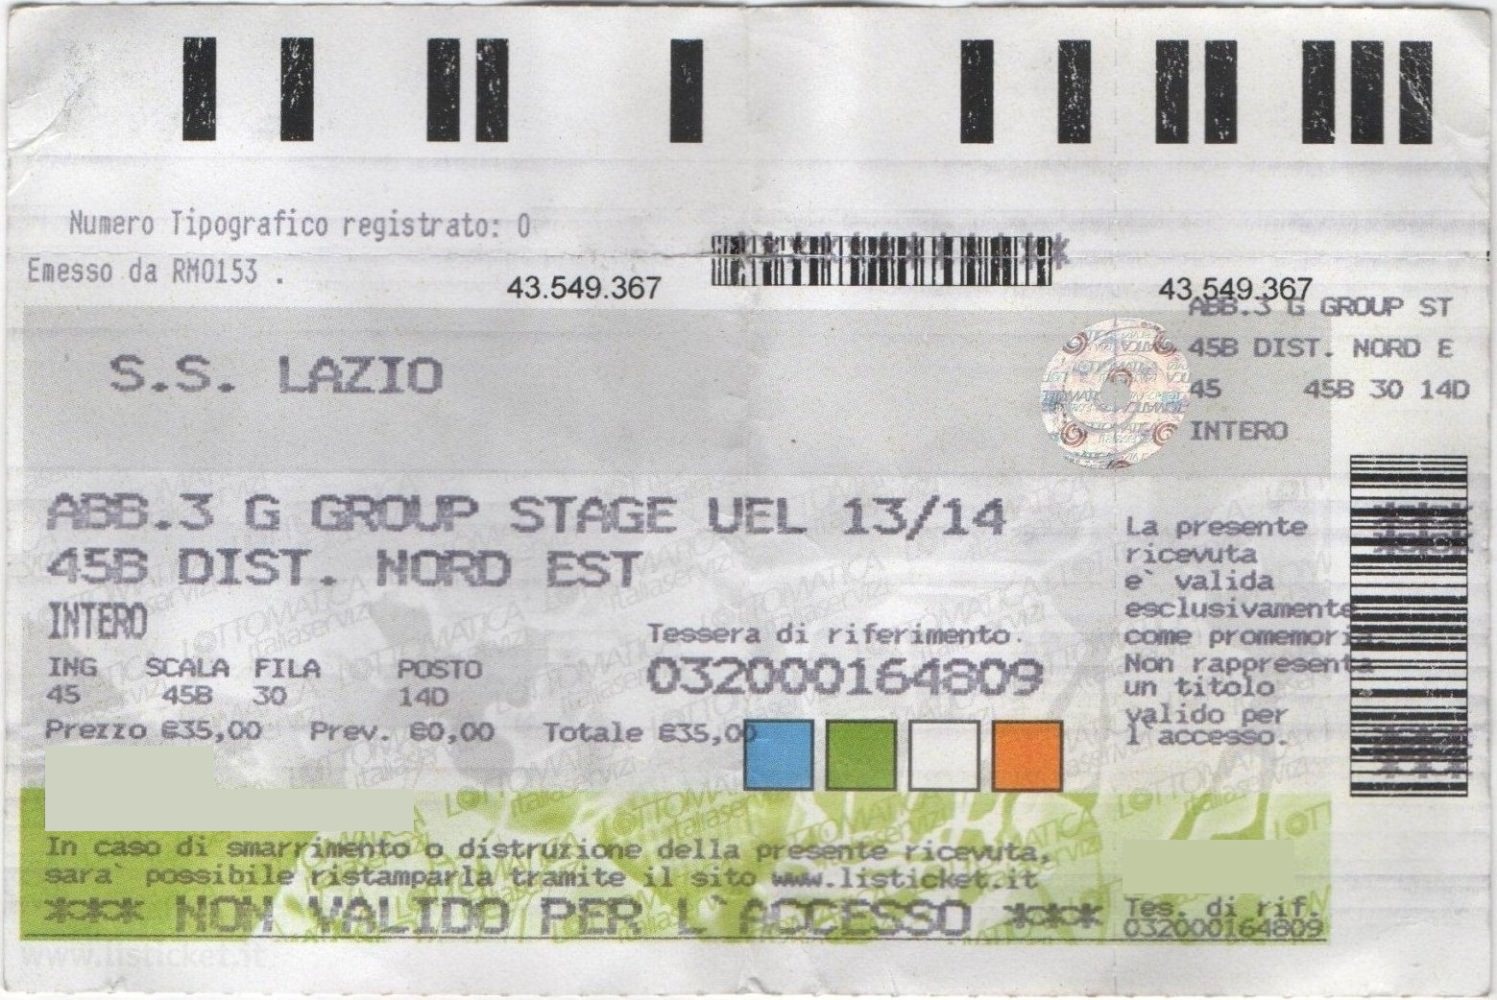 Numero Tipografico registrato: 0
Emesso da RM0153 .
43.549.367
43.549.367
S.S. LAZIO
ABB.3 G GROUP ST
45B DIST. NORD E
45 45B 30 14D
INTERO
ABB.3 G GROUP STAGE UEL 13/14
45B DIST. NORD EST
INTERO
ING SCALA FILA POSTO
45 45B 30 14D
Prezzo €35,00 Prev. €0,00 Totale €35,00
Tessera di riferimento.
032000164809
La presente
ricevuta
e` valida
esclusivamente
come promemoria.
Non rappresenta
un titolo
valido per
l`accesso.
In caso di smarrimento o distruzione della presente ricevuta,
sara` possibile ristamparla tramite il sito www.listicket.it
*** NON VALIDO PER L`ACCESSO ***
Tes. di rif.
032000164809
www.listicket.it
LOTTOMATICA
italiaservizi